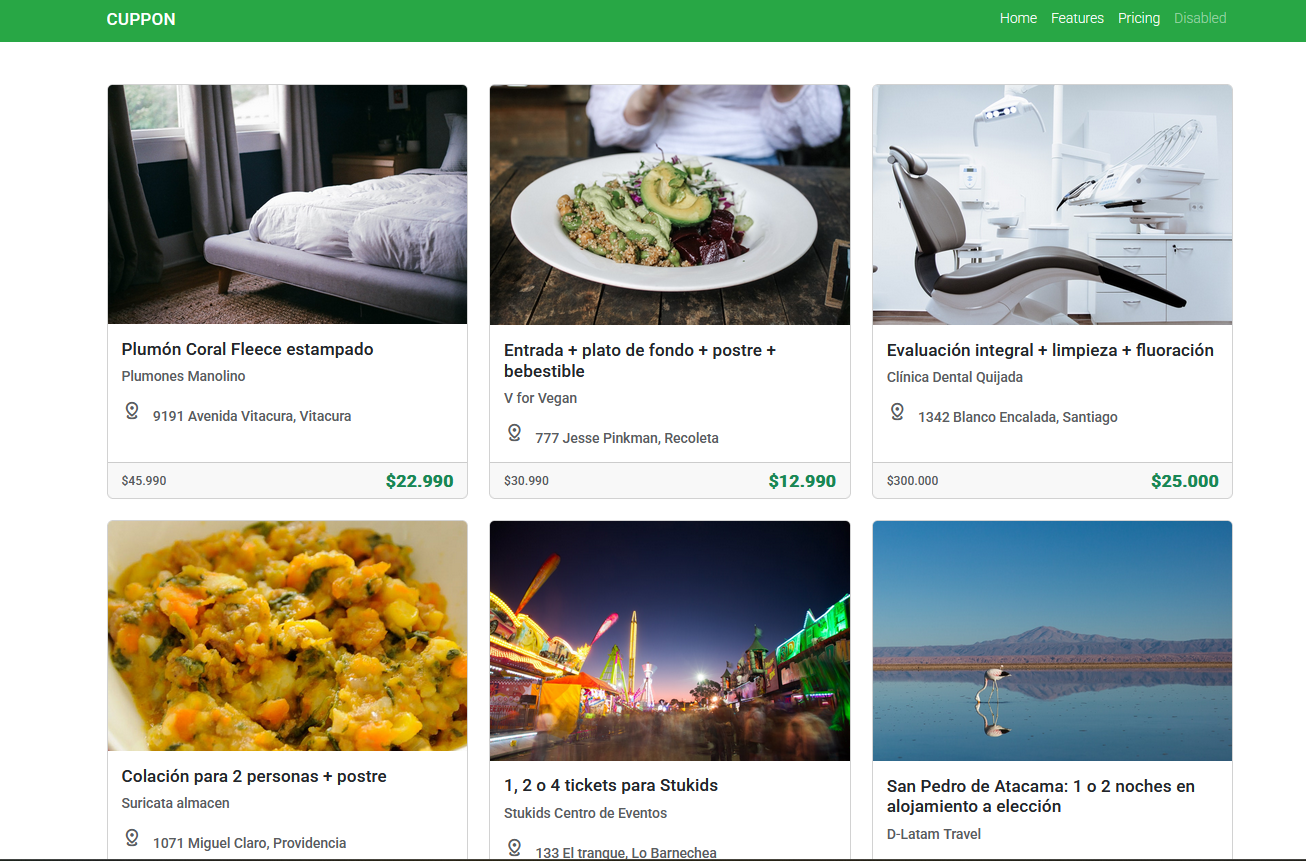 CUPPON
Home Features Pricing Disabled
Plumón Coral Fleece estampado
Plumones Manolino
9191 Avenida Vitacura, Vitacura
$45.990 $22.990
Entrada + plato de fondo + postre +
bebestible
V for Vegan
777 Jesse Pinkman, Recoleta
$30.990 $12.990
Evaluación integral + limpieza + fluoración
Clínica Dental Quijada
1342 Blanco Encalada, Santiago
$300.000 $25.000
Colación para 2 personas + postre
Suricata almacen
1071 Miguel Claro, Providencia
1, 2 o 4 tickets para Stukids
Stukids Centro de Eventos
133 El tranque, Lo Barnechea
San Pedro de Atacama: 1 o 2 noches en
alojamiento a elección
D-Latam Travel